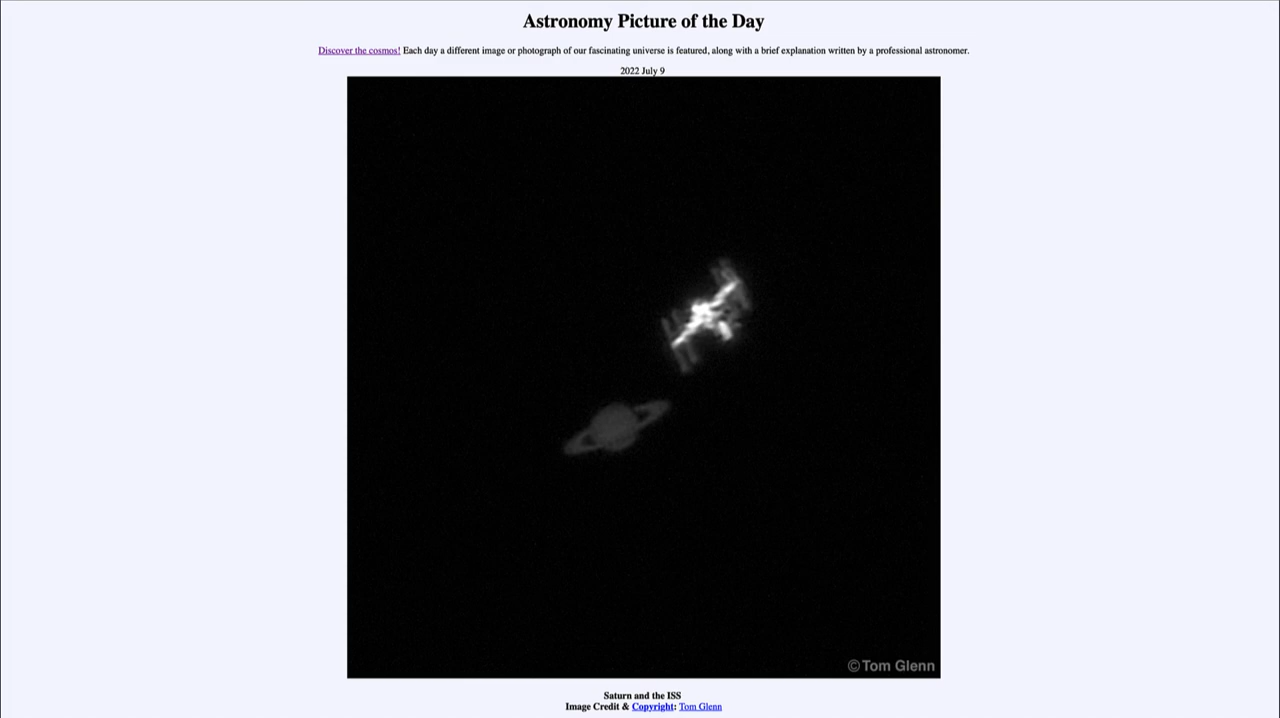 Astronomy Picture of the Day
Discover the cosmos! Each day a different image or photograph of our fascinating universe is featured, along with a brief explanation written by a professional astronomer.
2022 July 9
©Tom Glenn
Saturn and the ISS
Image Credit & Copyright: Tom Glenn